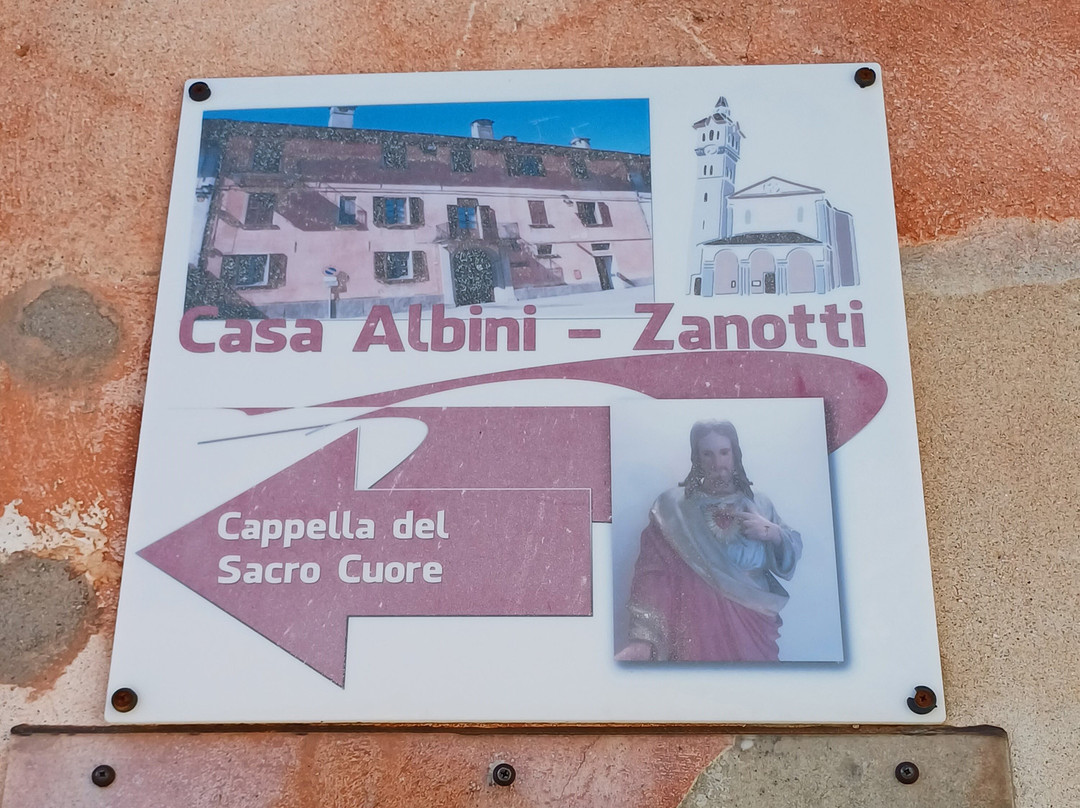 Casa Albini - Zanotti
Cappella del
Sacro Cuore